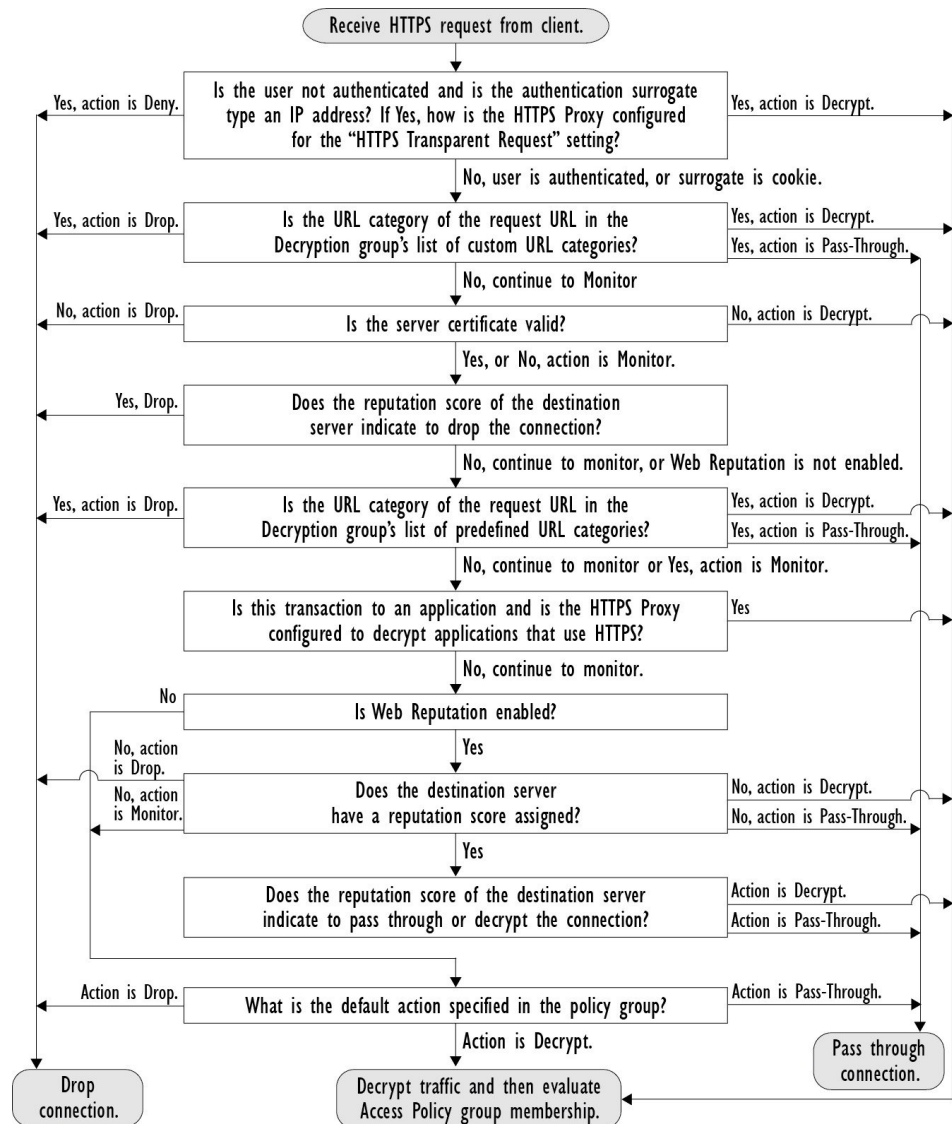 Receive HTTPS request from client.
Is the user not authenticated and is the authentication surrogate
type an IP address? If Yes, how is the HTTPS Proxy configured
for the “HTTPS Transparent Request” setting?
Yes, action is Deny.
Yes, action is Decrypt.
No, user is authenticated, or surrogate is cookie.
Yes, action is Drop.
Is the URL category of the request URL in the
Decryption group's list of custom URL categories?
Yes, action is Decrypt.
Yes, action is Pass-Through.
No, continue to Monitor
No, action is Drop.
Is the server certificate valid?
No, action is Decrypt.
Yes, or No, action is Monitor.
Yes, Drop.
Does the reputation score of the destination
server indicate to drop the connection?
No, continue to monitor, or Web Reputation is not enabled.
Yes, action is Drop.
Is the URL category of the request URL in the
Decryption group's list of predefined URL categories?
Yes, action is Decrypt.
Yes, action is Pass-Through.
No, continue to monitor or Yes, action is Monitor.
Is this transaction to an application and is the HTTPS Proxy
configured to decrypt applications that use HTTPS?
Yes
No, continue to monitor.
No
Is Web Reputation enabled?
Yes
No, action
is Drop.
No, action
is Monitor.
Does the destination server
have a reputation score assigned?
No, action is Decrypt.
No, action is Pass-Through.
Yes
Does the reputation score of the destination server
indicate to pass through or decrypt the connection?
Action is Decrypt.
Action is Pass-Through.
Action is Drop.
What is the default action specified in the policy group?
Action is Pass-Through.
Action is Decrypt.
Drop
connection.
Decrypt traffic and then evaluate
Access Policy group membership.
Pass through
connection.